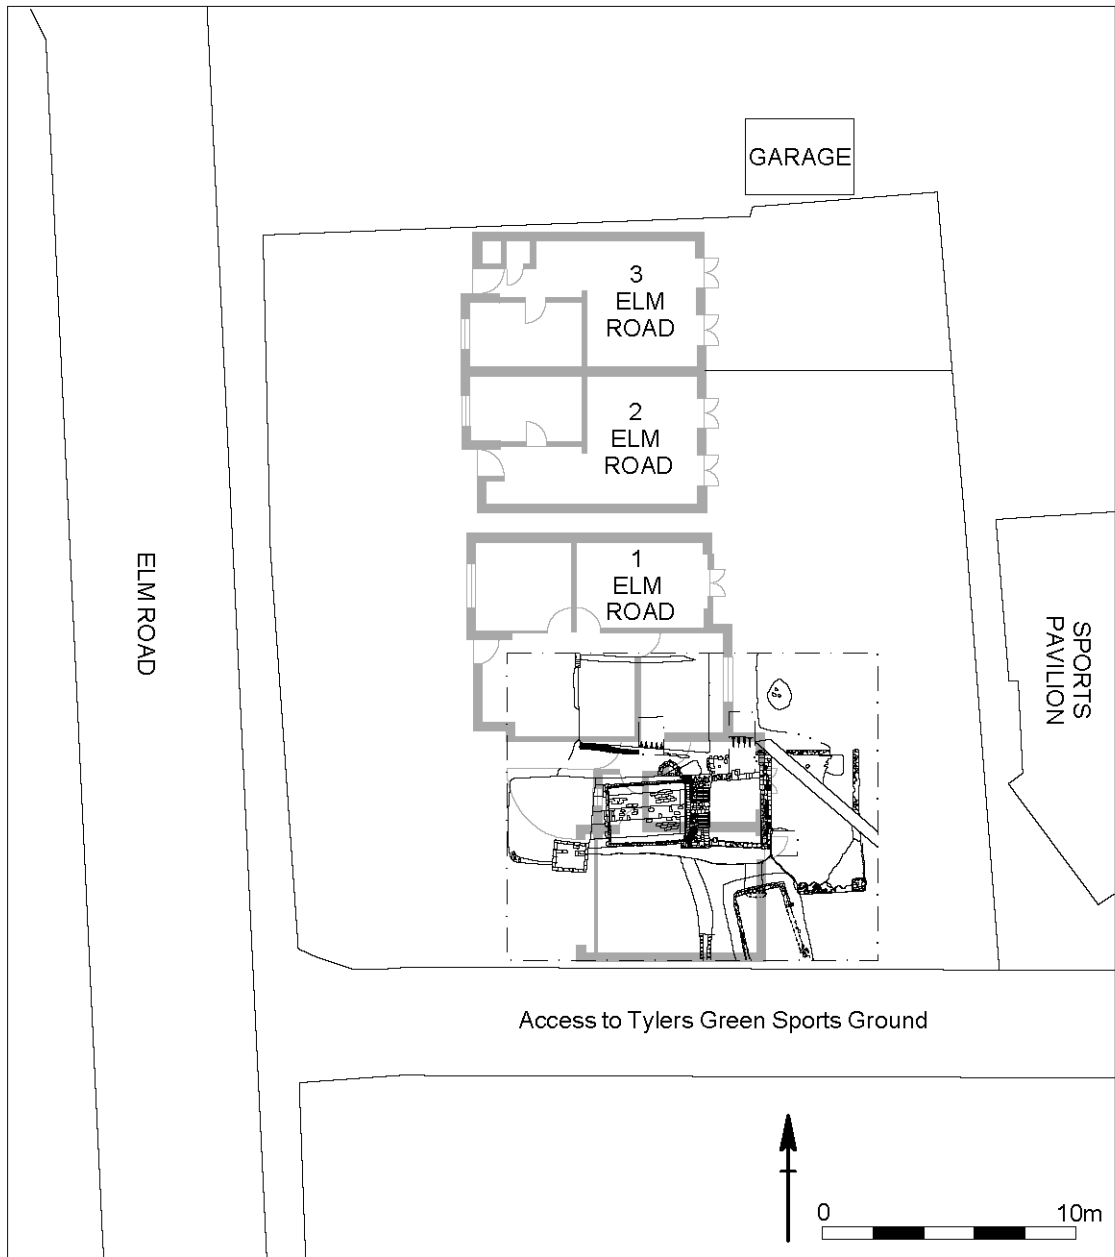 GARAGE
3
ELM
ROAD
2
ELM
ROAD
1
ELM
ROAD
ELM ROAD
SPORTS
PAVILION
Access to Tylers Green Sports Ground
0 10m